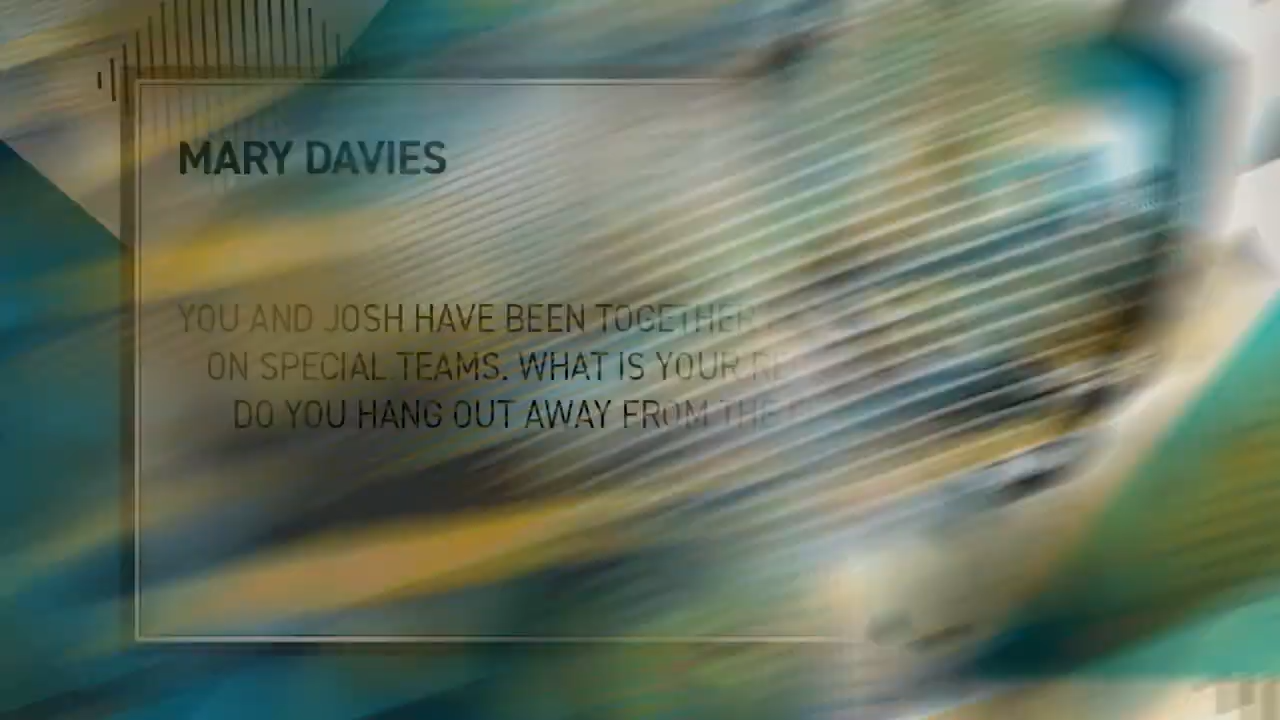 MARY DAVIES
YOU AND JOSH HAVE BEEN TOGETHER
ON SPECIAL TEAMS. WHAT IS YOUR
DO YOU HANG OUT AWAY FROM THE